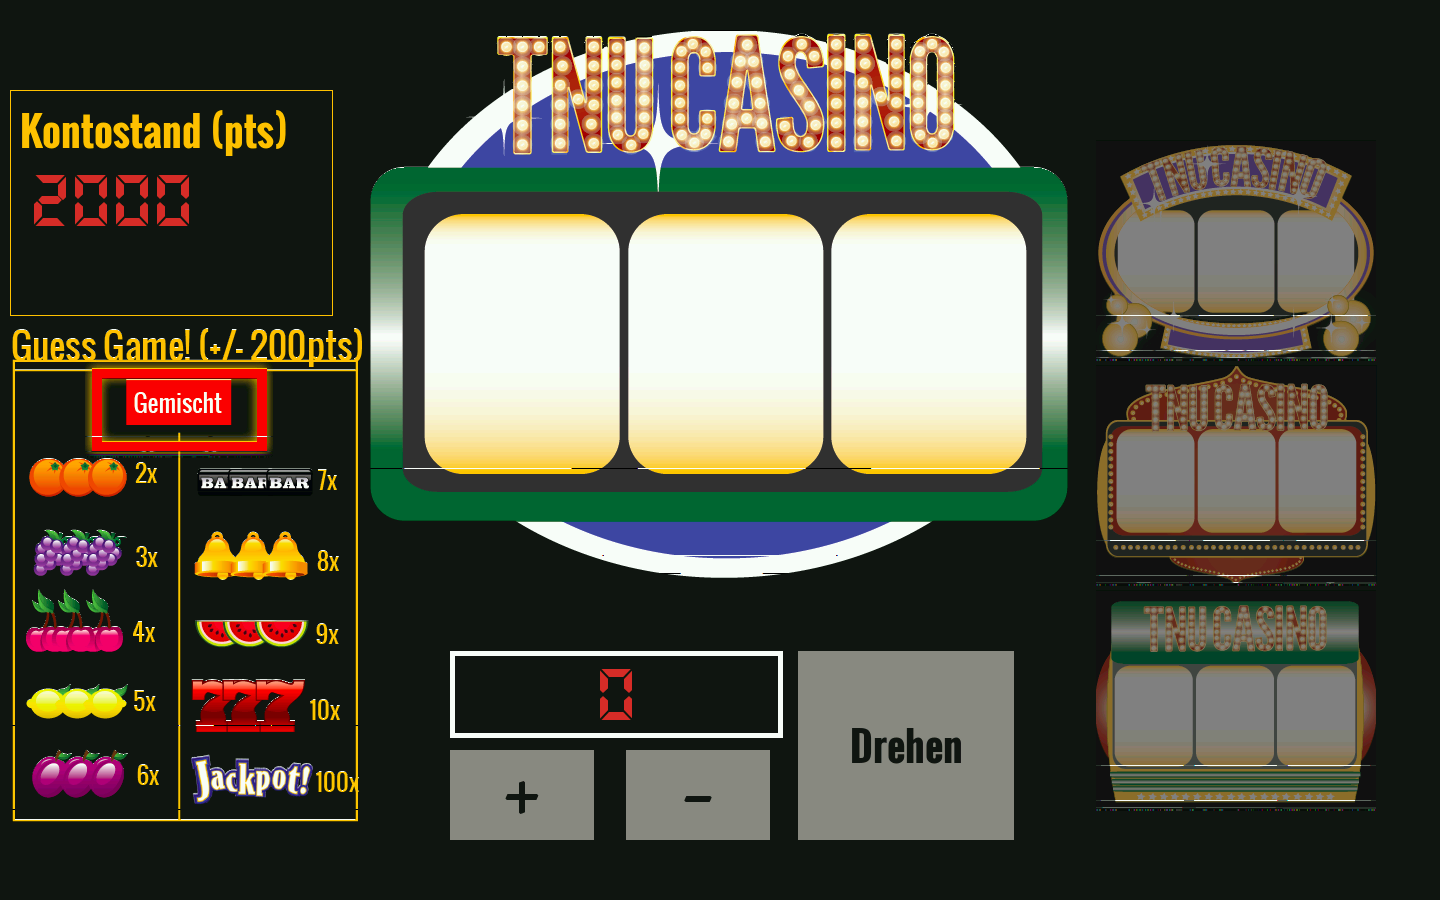 TNU CASINO
Kontostand (pts)
2000
Guess Game! (+/- 200pts)
Gemischt
2x
BA BAR BAR 7x
3x
8x
4x
9x
5x
777 10x
6x
Jackpot! 100x
0
+
-
Drehen
TNU CASINO
TNU CASINO
TNU CASINO